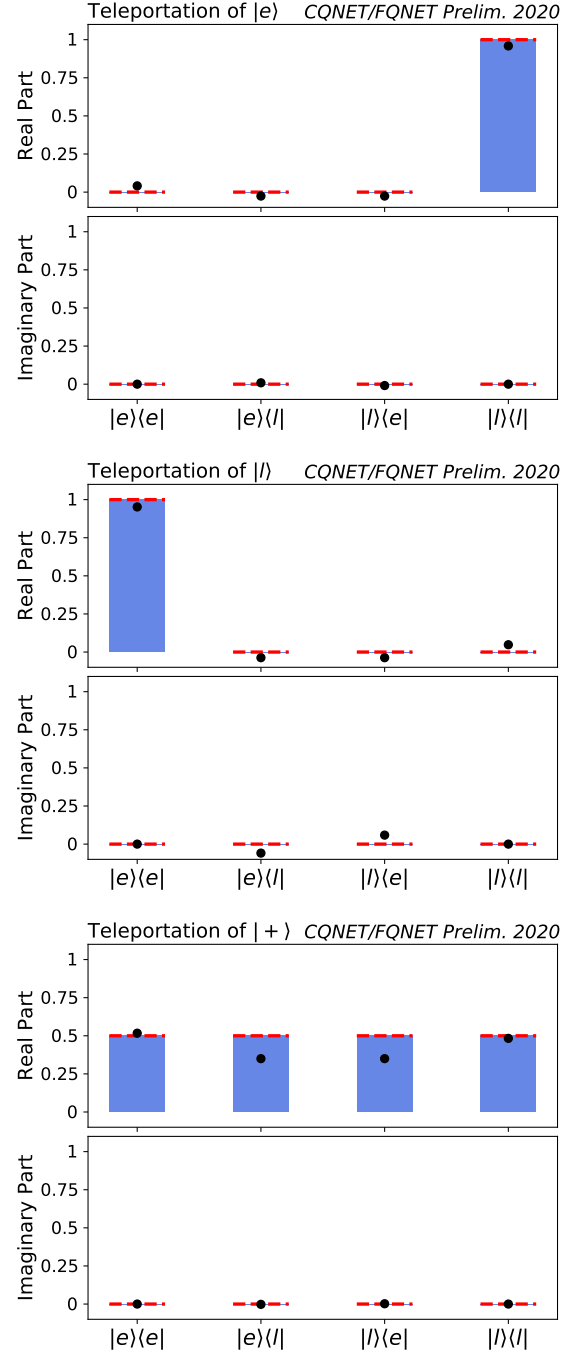 Teleportation of |e⟩ CQNET/FQNET Prelim. 2020
Real Part
1
0.75
0.5
0.25
0
Imaginary Part
1
0.75
0.5
0.25
0
|e⟩⟨e| |e⟩⟨l| |l⟩⟨e| |l⟩⟨l|
Teleportation of |l⟩ CQNET/FQNET Prelim. 2020
Real Part
1
0.75
0.5
0.25
0
Imaginary Part
1
0.75
0.5
0.25
0
|e⟩⟨e| |e⟩⟨l| |l⟩⟨e| |l⟩⟨l|
Teleportation of | + ⟩ CQNET/FQNET Prelim. 2020
Real Part
1
0.75
0.5
0.25
0
Imaginary Part
1
0.75
0.5
0.25
0
|e⟩⟨e| |e⟩⟨l| |l⟩⟨e| |l⟩⟨l|